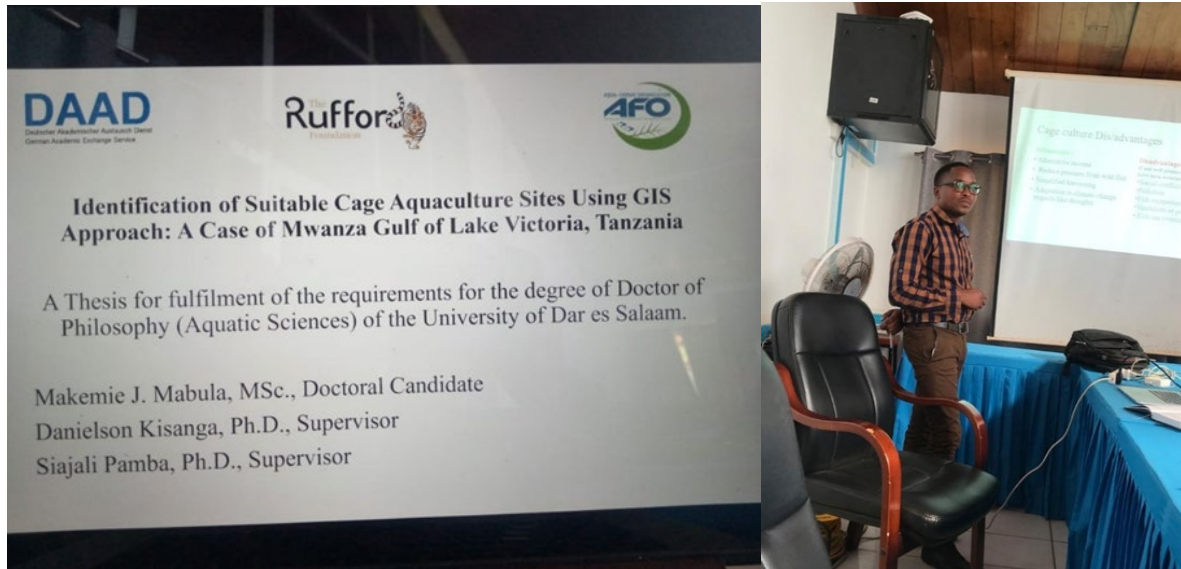 DAAD
Deutscher Akademischer Austausch Dienst
German Academic Exchange Service
The
Rufford
Foundation
AFO
Identification of Suitable Cage Aquaculture Sites Using GIS
Approach: A Case of Mwanza Gulf of Lake Victoria, Tanzania
A Thesis for fulfilment of the requirements for the degree of Doctor of
Philosophy (Aquatic Sciences) of the University of Dar es Salaam.
Makemie J. Mabula, MSc., Doctoral Candidate
Danielson Kisanga, Ph.D., Supervisor
Siajali Pamba, Ph.D., Supervisor
Cage culture Dis/advantages